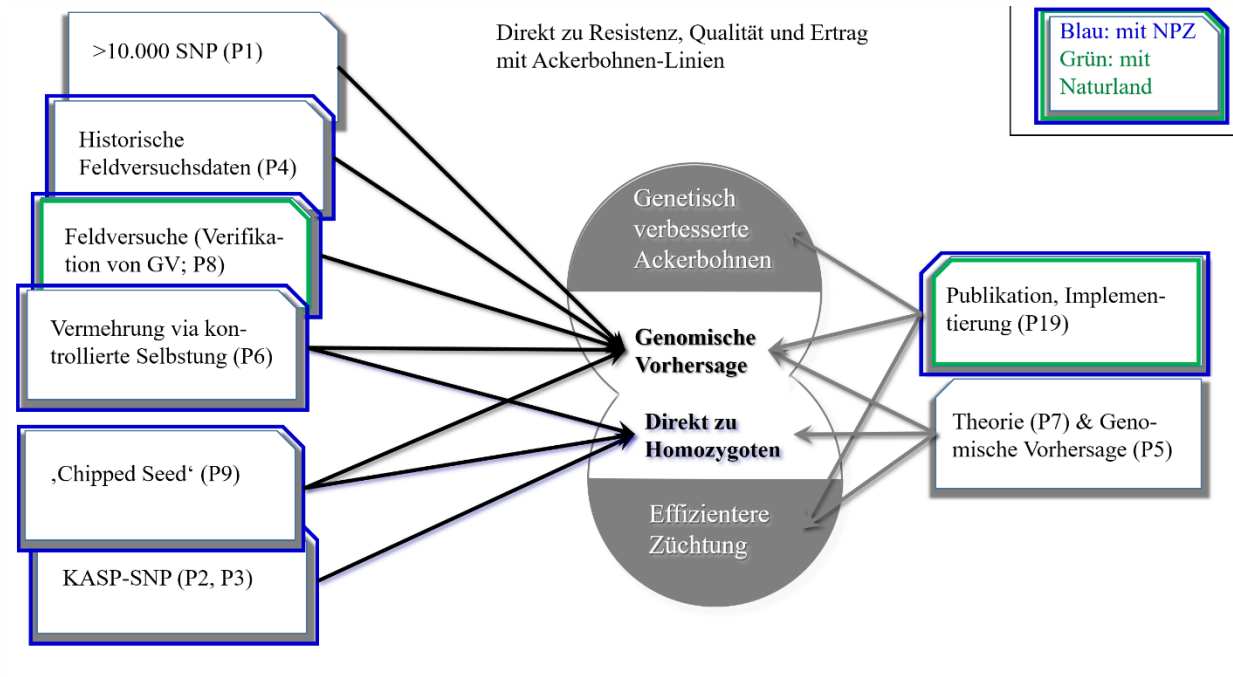 Direkt zu Resistenz, Qualität und Ertrag
mit Ackerbohnen-Linien
Blau: mit NPZ
Grün: mit
Naturland
>10.000 SNP (P1)
Historische
Feldversuchsdaten (P4)
Feldversuche (Verifika-
tion von GV; P8)
Vermehrung via kon-
trollierte Selbstung (P6)
‚Chipped Seed‘ (P9)
KASP-SNP (P2, P3)
Genetisch
verbesserte
Ackerbohnen
Genomische
Vorhersage
Direkt zu
Homozygoten
Effizientere
Züchtung
Publikation, Implemen-
tierung (P19)
Theorie (P7) & Geno-
mische Vorhersage (P5)